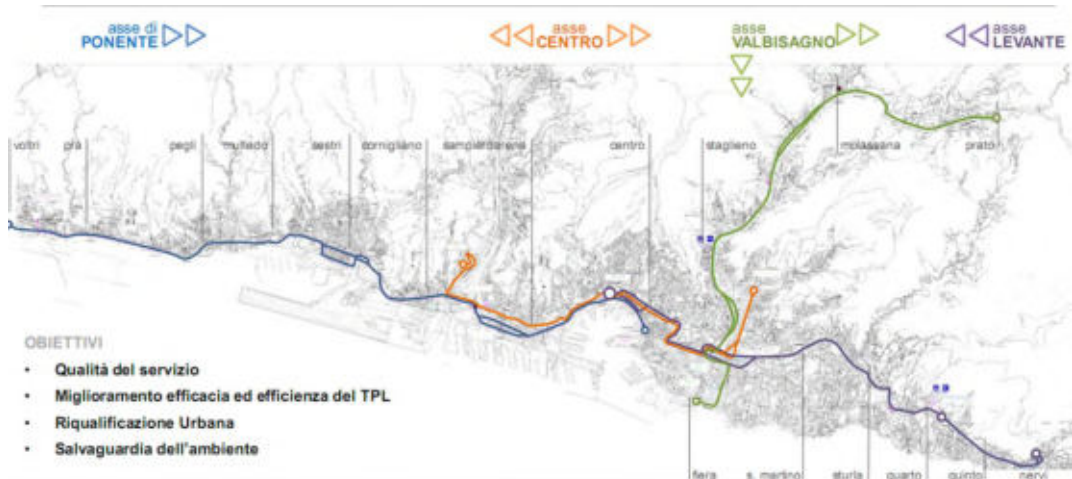 asse di
PONENTE
asse
CENTRO
asse
VALBISAGNO
asse
LEVANTE
voltri prà pegli multedo sestri cornigliano sampierdarena centro staglieno molassana prato
OBIETTIVI
• Qualità del servizio
• Miglioramento efficacia ed efficienza del TPL
• Riqualificazione Urbana
• Salvaguardia dell'ambiente
fiera s. martino sturla quarto quinto nervi